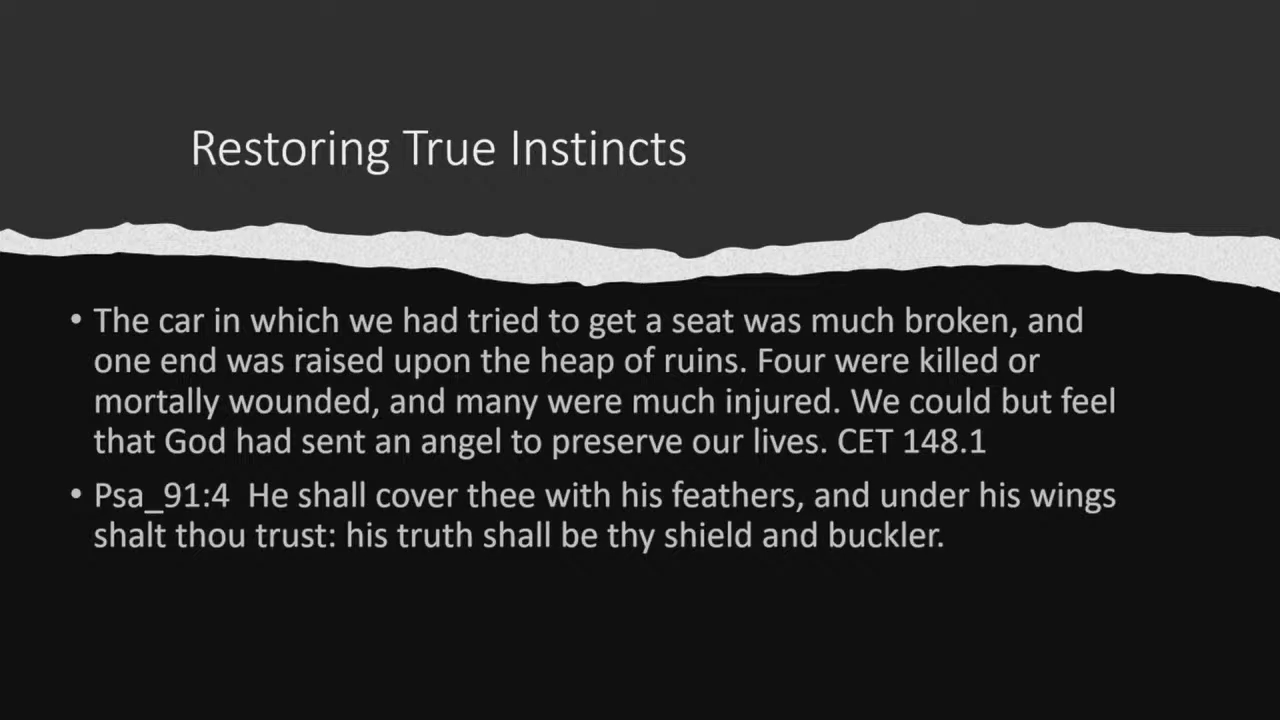 Restoring True Instincts
• The car in which we had tried to get a seat was much broken, and
one end was raised upon the heap of ruins. Four were killed or
mortally wounded, and many were much injured. We could but feel
that God had sent an angel to preserve our lives. CET 148.1
• Psa_91:4  He shall cover thee with his feathers, and under his wings
shalt thou trust: his truth shall be thy shield and buckler.